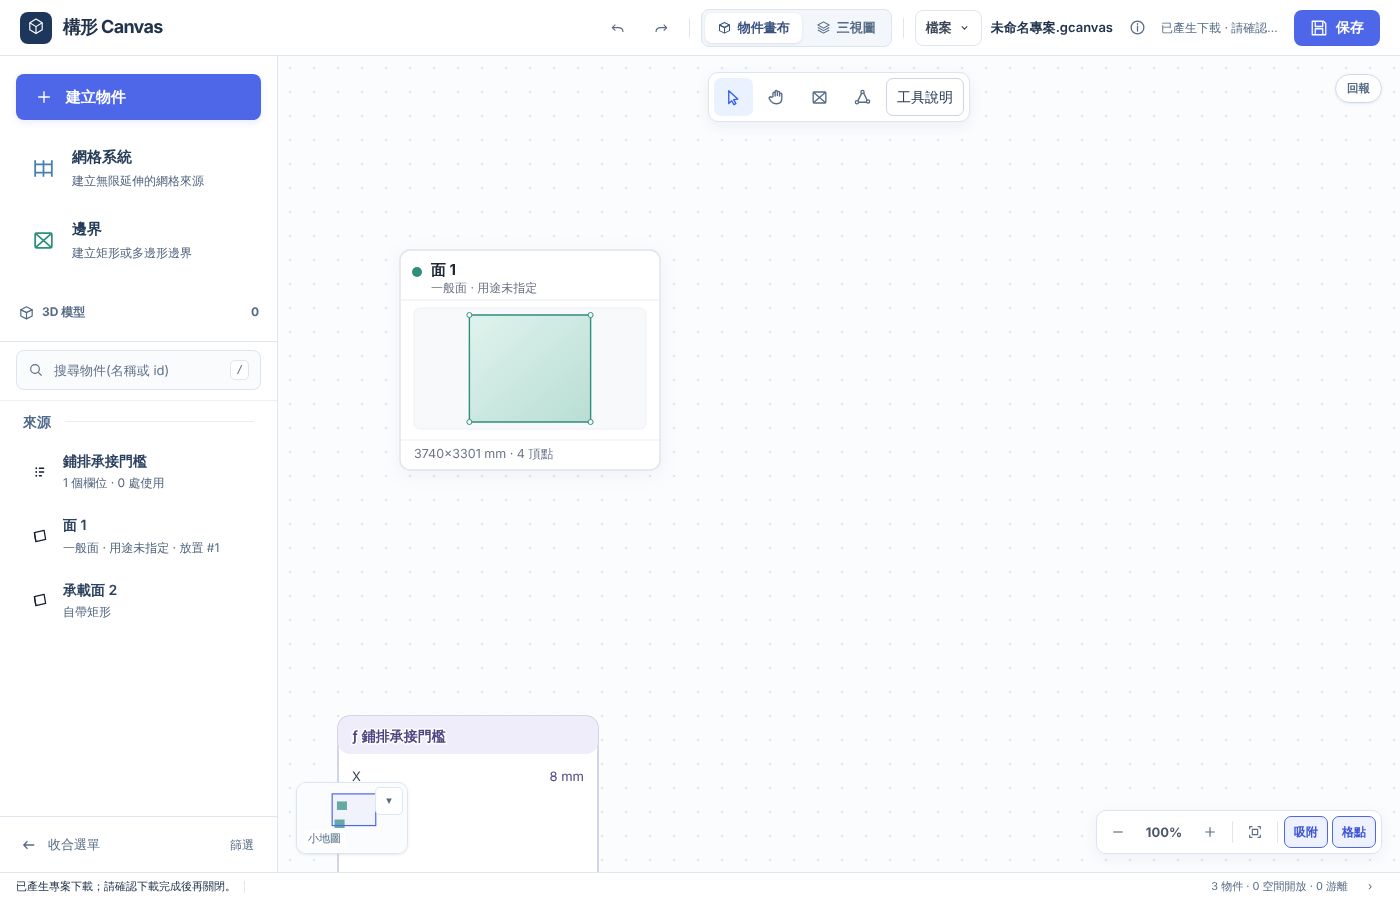 構形 Canvas
物件畫布
三視圖
檔案
未命名專案.gcanvas
已產生下載 · 請確認...
保存
建立物件
網格系統
建立無限延伸的網格來源
邊界
建立矩形或多邊形邊界
3D 模型
0
搜尋物件(名稱或 id)
/
來源
鋪排承接門檻
1 個欄位 · 0 處使用
面 1
一般面 · 用途未指定 · 放置 #1
承載面 2
自帶矩形
收合選單
篩選
工具說明
回報
面 1
一般面 · 用途未指定
3740×3301 mm · 4 頂點
ƒ 鋪排承接門檻
X
8 mm
小地圖
100%
吸附
格點
已產生專案下載；請確認下載完成後再關閉。
3 物件 · 0 空間開放 · 0 游離